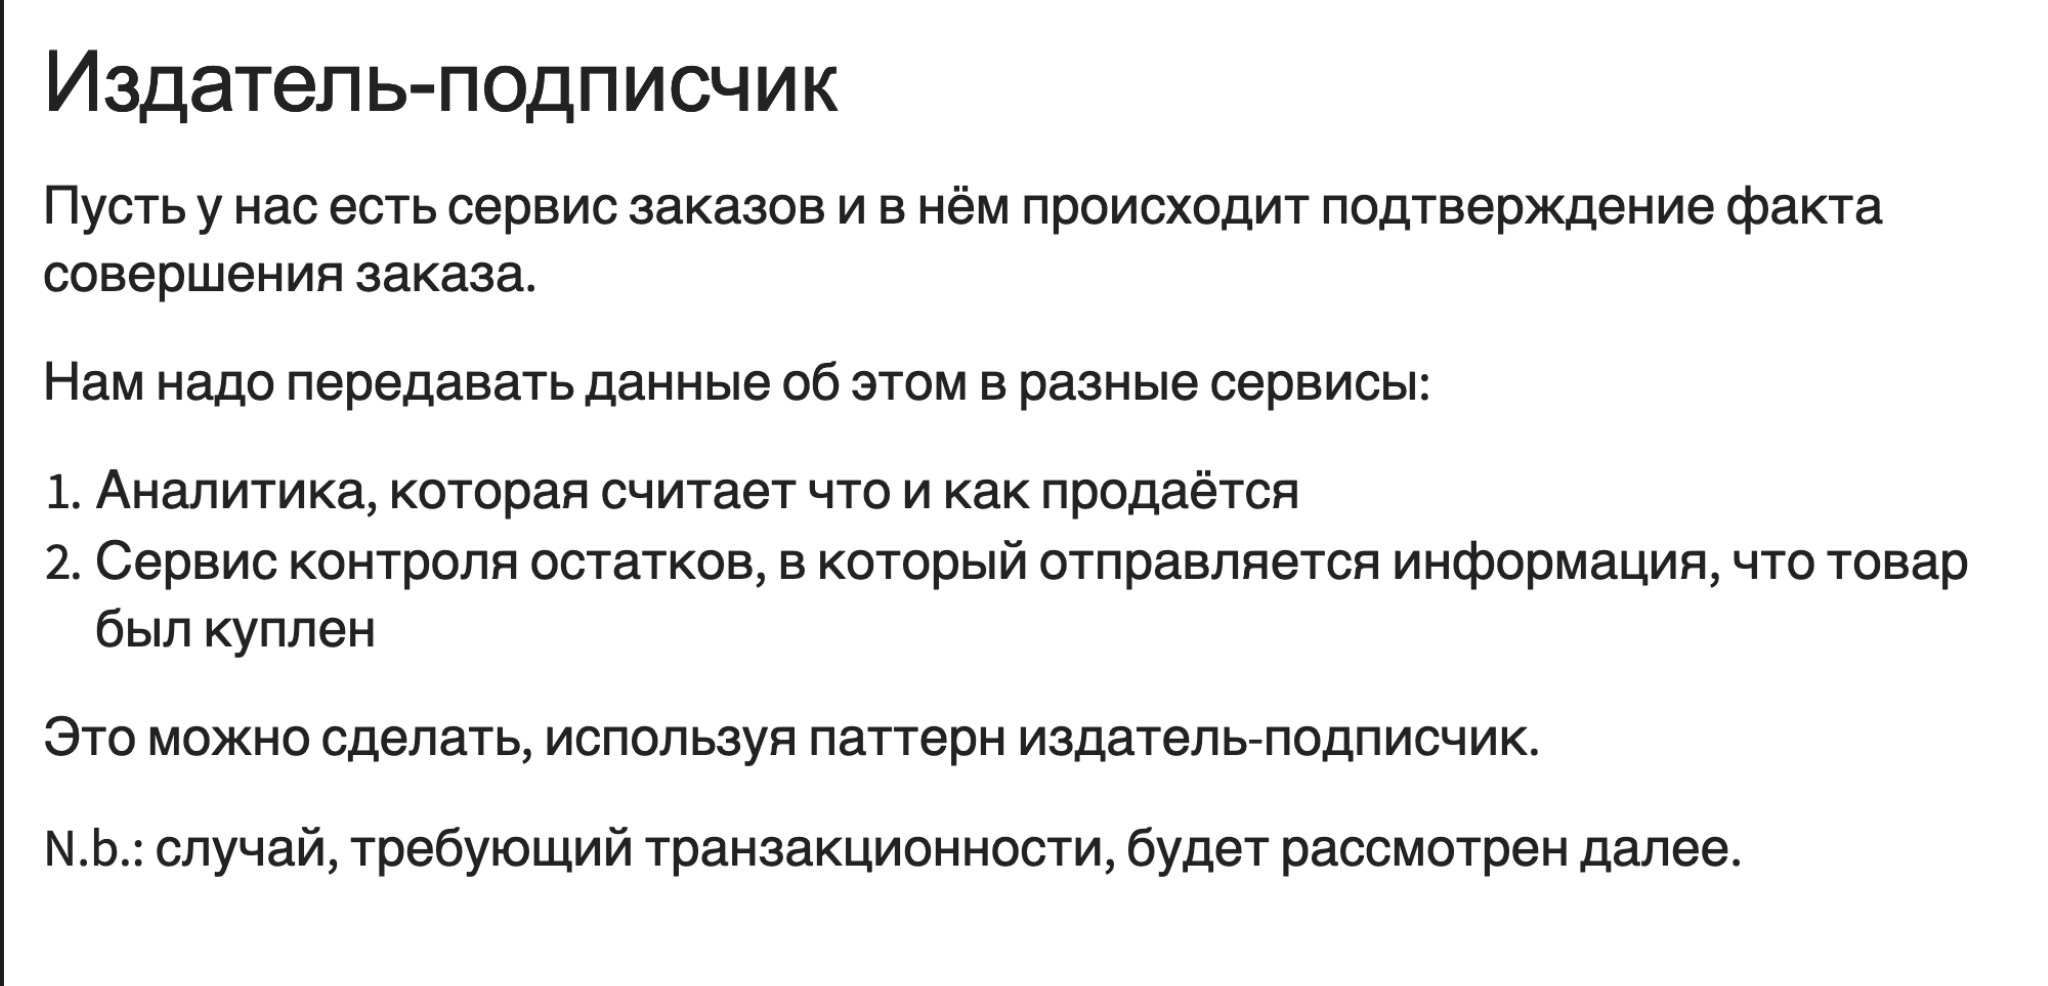 Издатель-подписчик
Пусть у нас есть сервис заказов и в нём происходит подтверждение факта
совершения заказа.
Нам надо передавать данные об этом в разные сервисы:
1. Аналитика, которая считает что и как продаётся
2. Сервис контроля остатков, в который отправляется информация, что товар
был куплен
Это можно сделать, используя паттерн издатель-подписчик.
N.b.: случай, требующий транзакционности, будет рассмотрен далее.